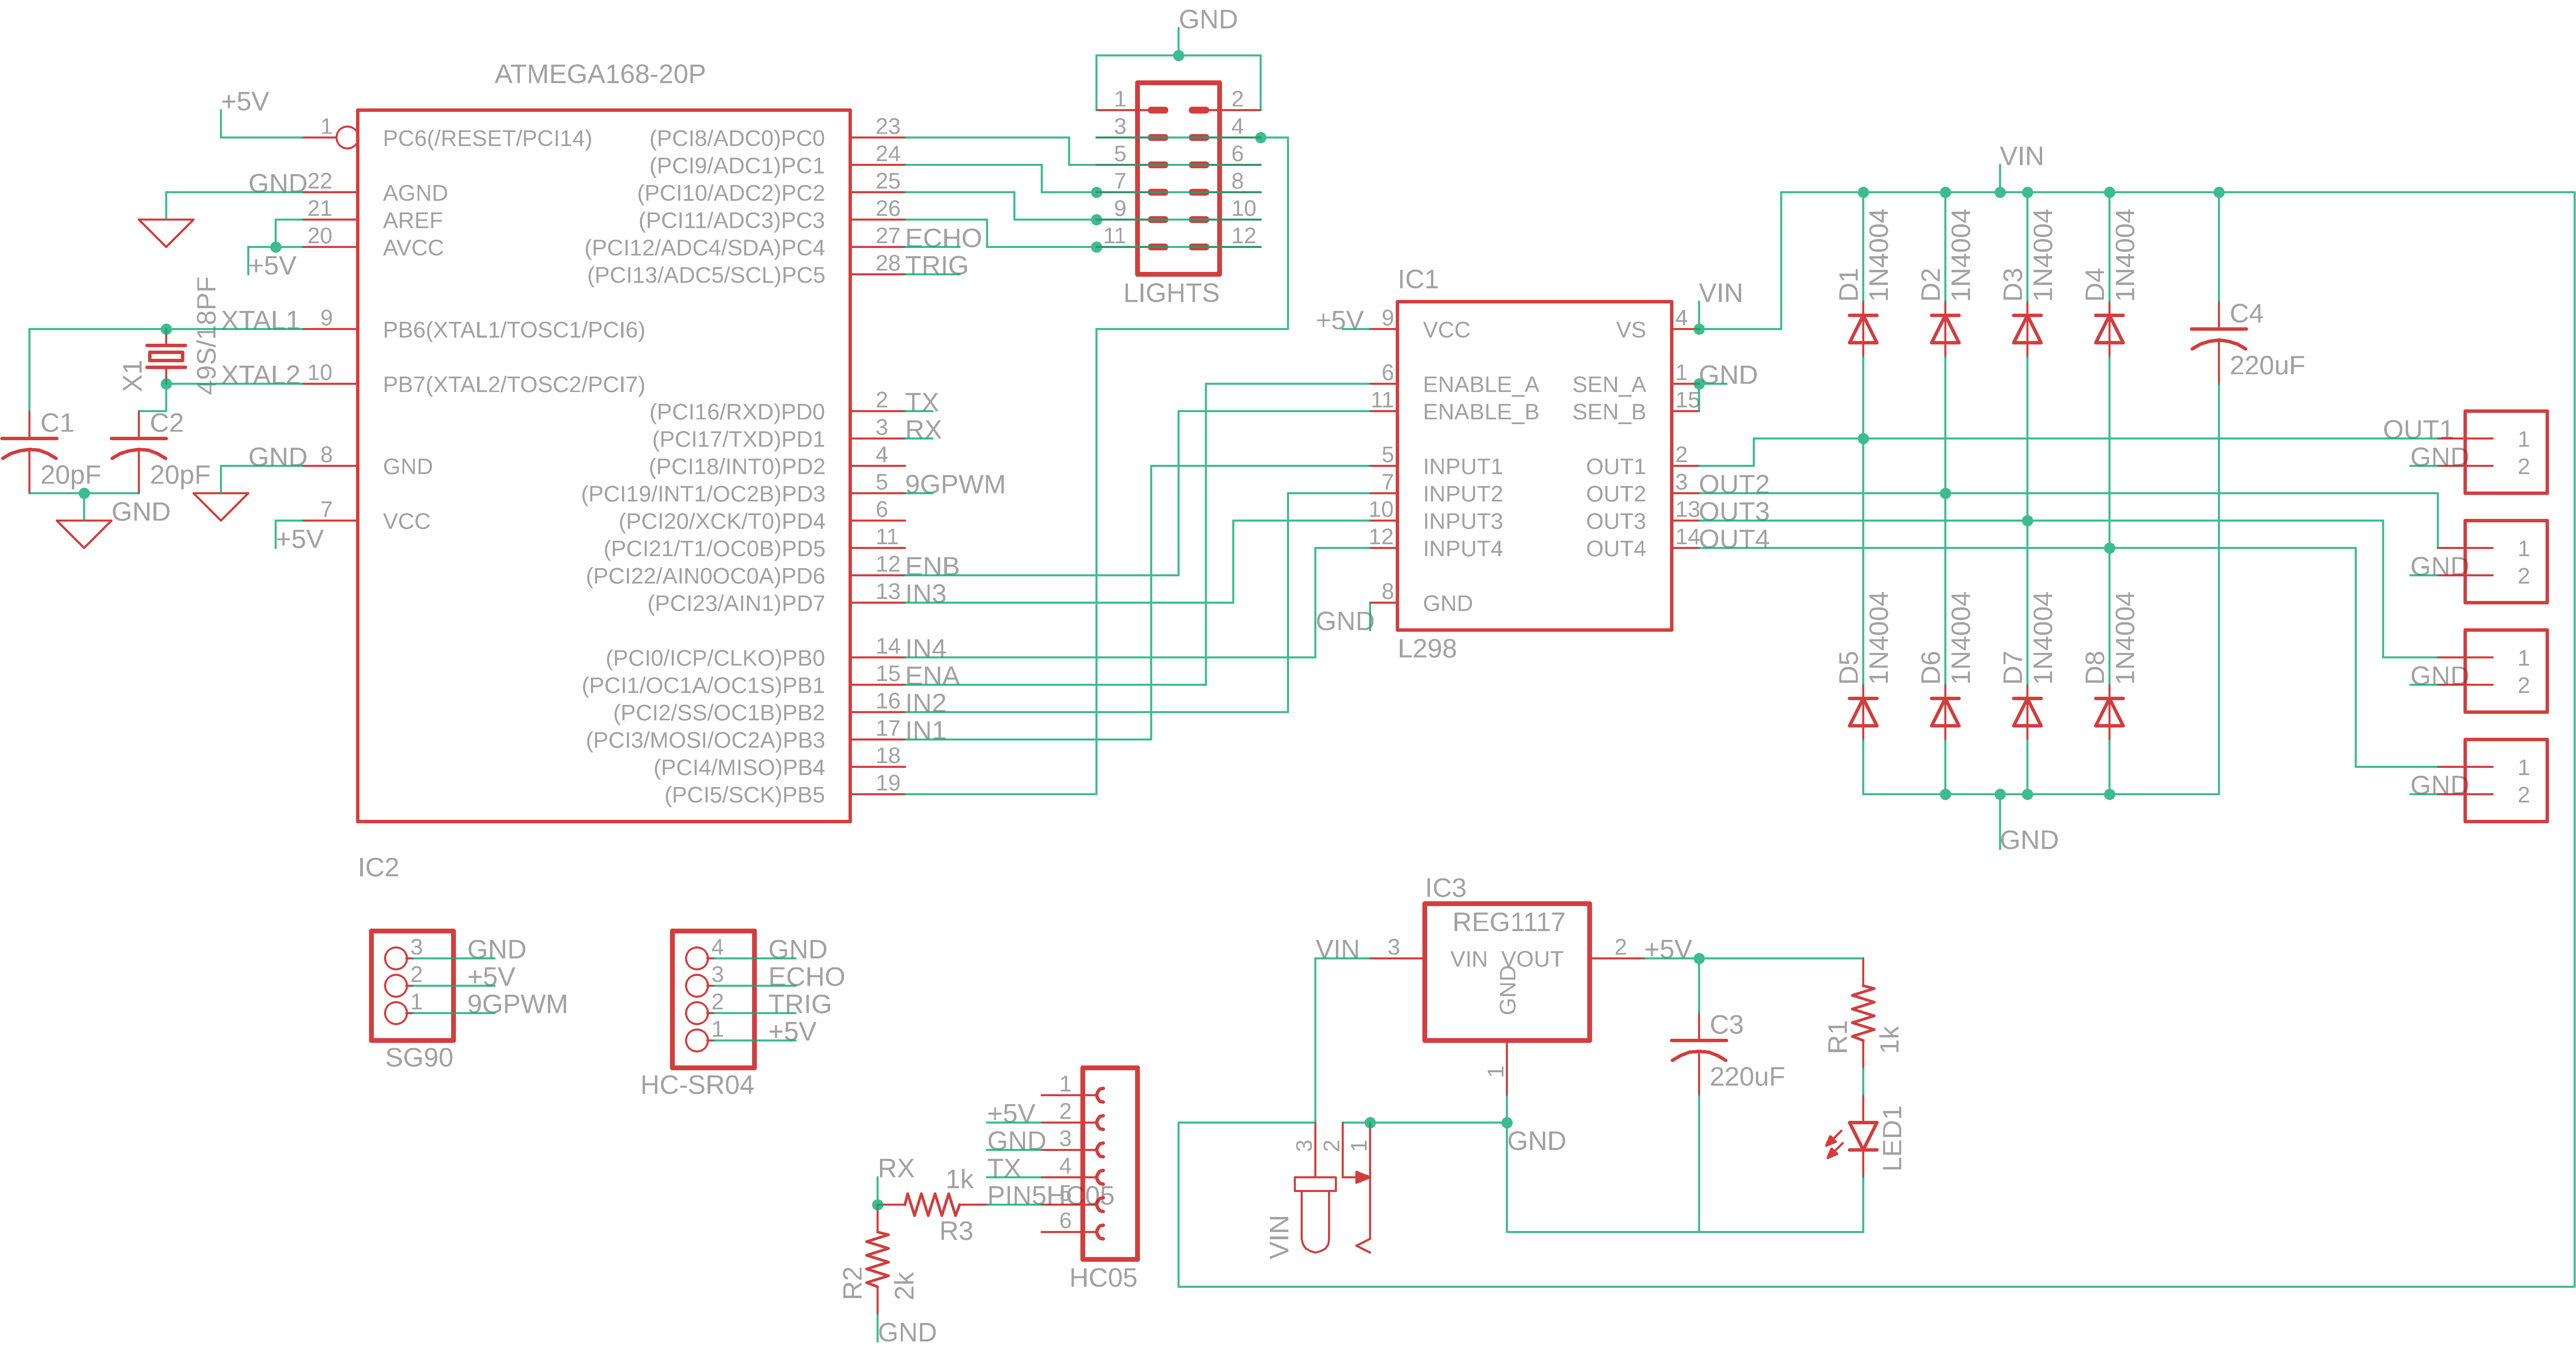 GND
ATMEGA168-20P
+5V
1
PC6(/RESET/PCI14)
GND
22
AGND
21
AREF
20
AVCC
+5V
XTAL1
9
PB6(XTAL1/TOSC1/PCI6)
X1
49S/18PF
XTAL2
10
PB7(XTAL2/TOSC2/PCI7)
C1
20pF
C2
20pF
GND
GND
8
GND
7
VCC
+5V
(PCI8/ADC0)PC0
23
(PCI9/ADC1)PC1
24
(PCI10/ADC2)PC2
25
(PCI11/ADC3)PC3
26
(PCI12/ADC4/SDA)PC4
27
ECHO
(PCI13/ADC5/SCL)PC5
28
TRIG
(PCI16/RXD)PD0
2
TX
(PCI17/TXD)PD1
3
RX
(PCI18/INT0)PD2
4
(PCI19/INT1/OC2B)PD3
5
9GPWM
(PCI20/XCK/T0)PD4
6
(PCI21/T1/OC0B)PD5
11
(PCI22/AIN0OC0A)PD6
12
ENB
(PCI23/AIN1)PD7
13
IN3
(PCI0/ICP/CLKO)PB0
14
IN4
(PCI1/OC1A/OC1S)PB1
15
ENA
(PCI2/SS/OC1B)PB2
16
IN2
(PCI3/MOSI/OC2A)PB3
17
IN1
(PCI4/MISO)PB4
18
(PCI5/SCK)PB5
19
IC2
1
2
3
4
5
6
7
8
9
10
11
12
LIGHTS
IC1
+5V
9
VCC
VS
4
VIN
6
ENABLE_A
SEN_A
1
GND
11
ENABLE_B
SEN_B
15
5
INPUT1
OUT1
2
7
INPUT2
OUT2
3
OUT2
10
INPUT3
OUT3
13
OUT3
12
INPUT4
OUT4
14
OUT4
8
GND
GND
L298
VIN
D1
1N4004
D2
1N4004
D3
1N4004
D4
1N4004
C4
220uF
D5
1N4004
D6
1N4004
D7
1N4004
D8
1N4004
GND
OUT1
1
GND
2
1
GND
2
1
GND
2
1
GND
2
3
GND
2
+5V
1
9GPWM
SG90
4
GND
3
ECHO
2
TRIG
1
+5V
HC-SR04
1
+5V
2
GND
3
TX
4
PIN5HC05
5
6
HC05
RX
1k
R3
R2
2k
GND
IC3
REG1117
VIN
3
VIN
VOUT
2
+5V
GND
1
GND
3
2
1
VIN
C3
220uF
R1
1k
LED1